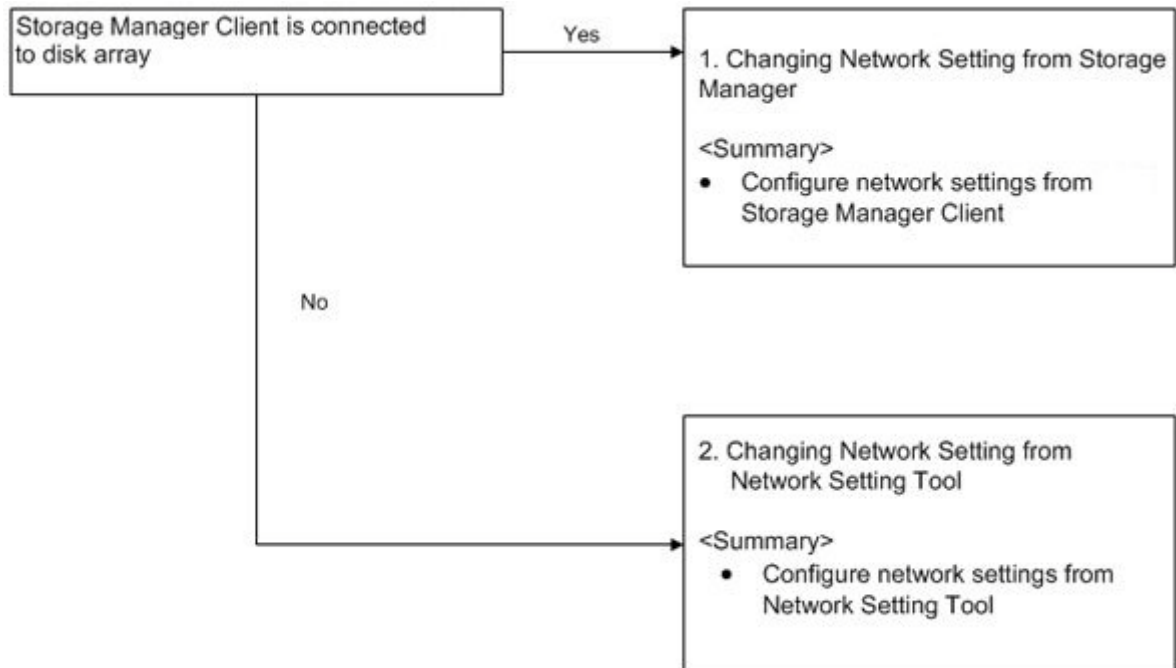 Storage Manager Client is connected
to disk array
Yes
1. Changing Network Setting from Storage
Manager
<Summary>
● Configure network settings from
Storage Manager Client
No
2. Changing Network Setting from
Network Setting Tool
<Summary>
● Configure network settings from
Network Setting Tool